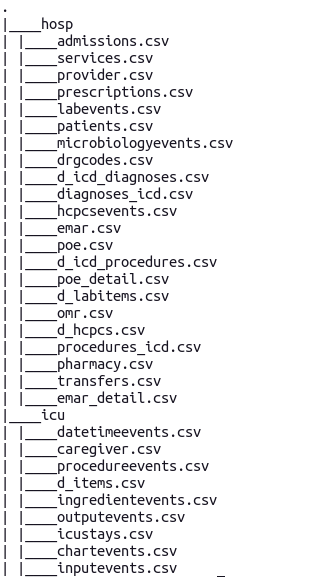 .
|____hosp
| |____admissions.csv
| |____services.csv
| |____provider.csv
| |____prescriptions.csv
| |____labevents.csv
| |____patients.csv
| |____microbiologyevents.csv
| |____drgcodes.csv
| |____d_icd_diagnoses.csv
| |____diagnoses_icd.csv
| |____hcpcsevents.csv
| |____emar.csv
| |____poe.csv
| |____d_icd_procedures.csv
| |____poe_detail.csv
| |____d_labitems.csv
| |____omr.csv
| |____d_hcpcs.csv
| |____procedures_icd.csv
| |____pharmacy.csv
| |____transfers.csv
| |____emar_detail.csv
|____icu
| |____datetimeevents.csv
| |____caregiver.csv
| |____procedureevents.csv
| |____d_items.csv
| |____ingredientevents.csv
| |____outputevents.csv
| |____icustays.csv
| |____chartevents.csv
| |____inputevents.csv